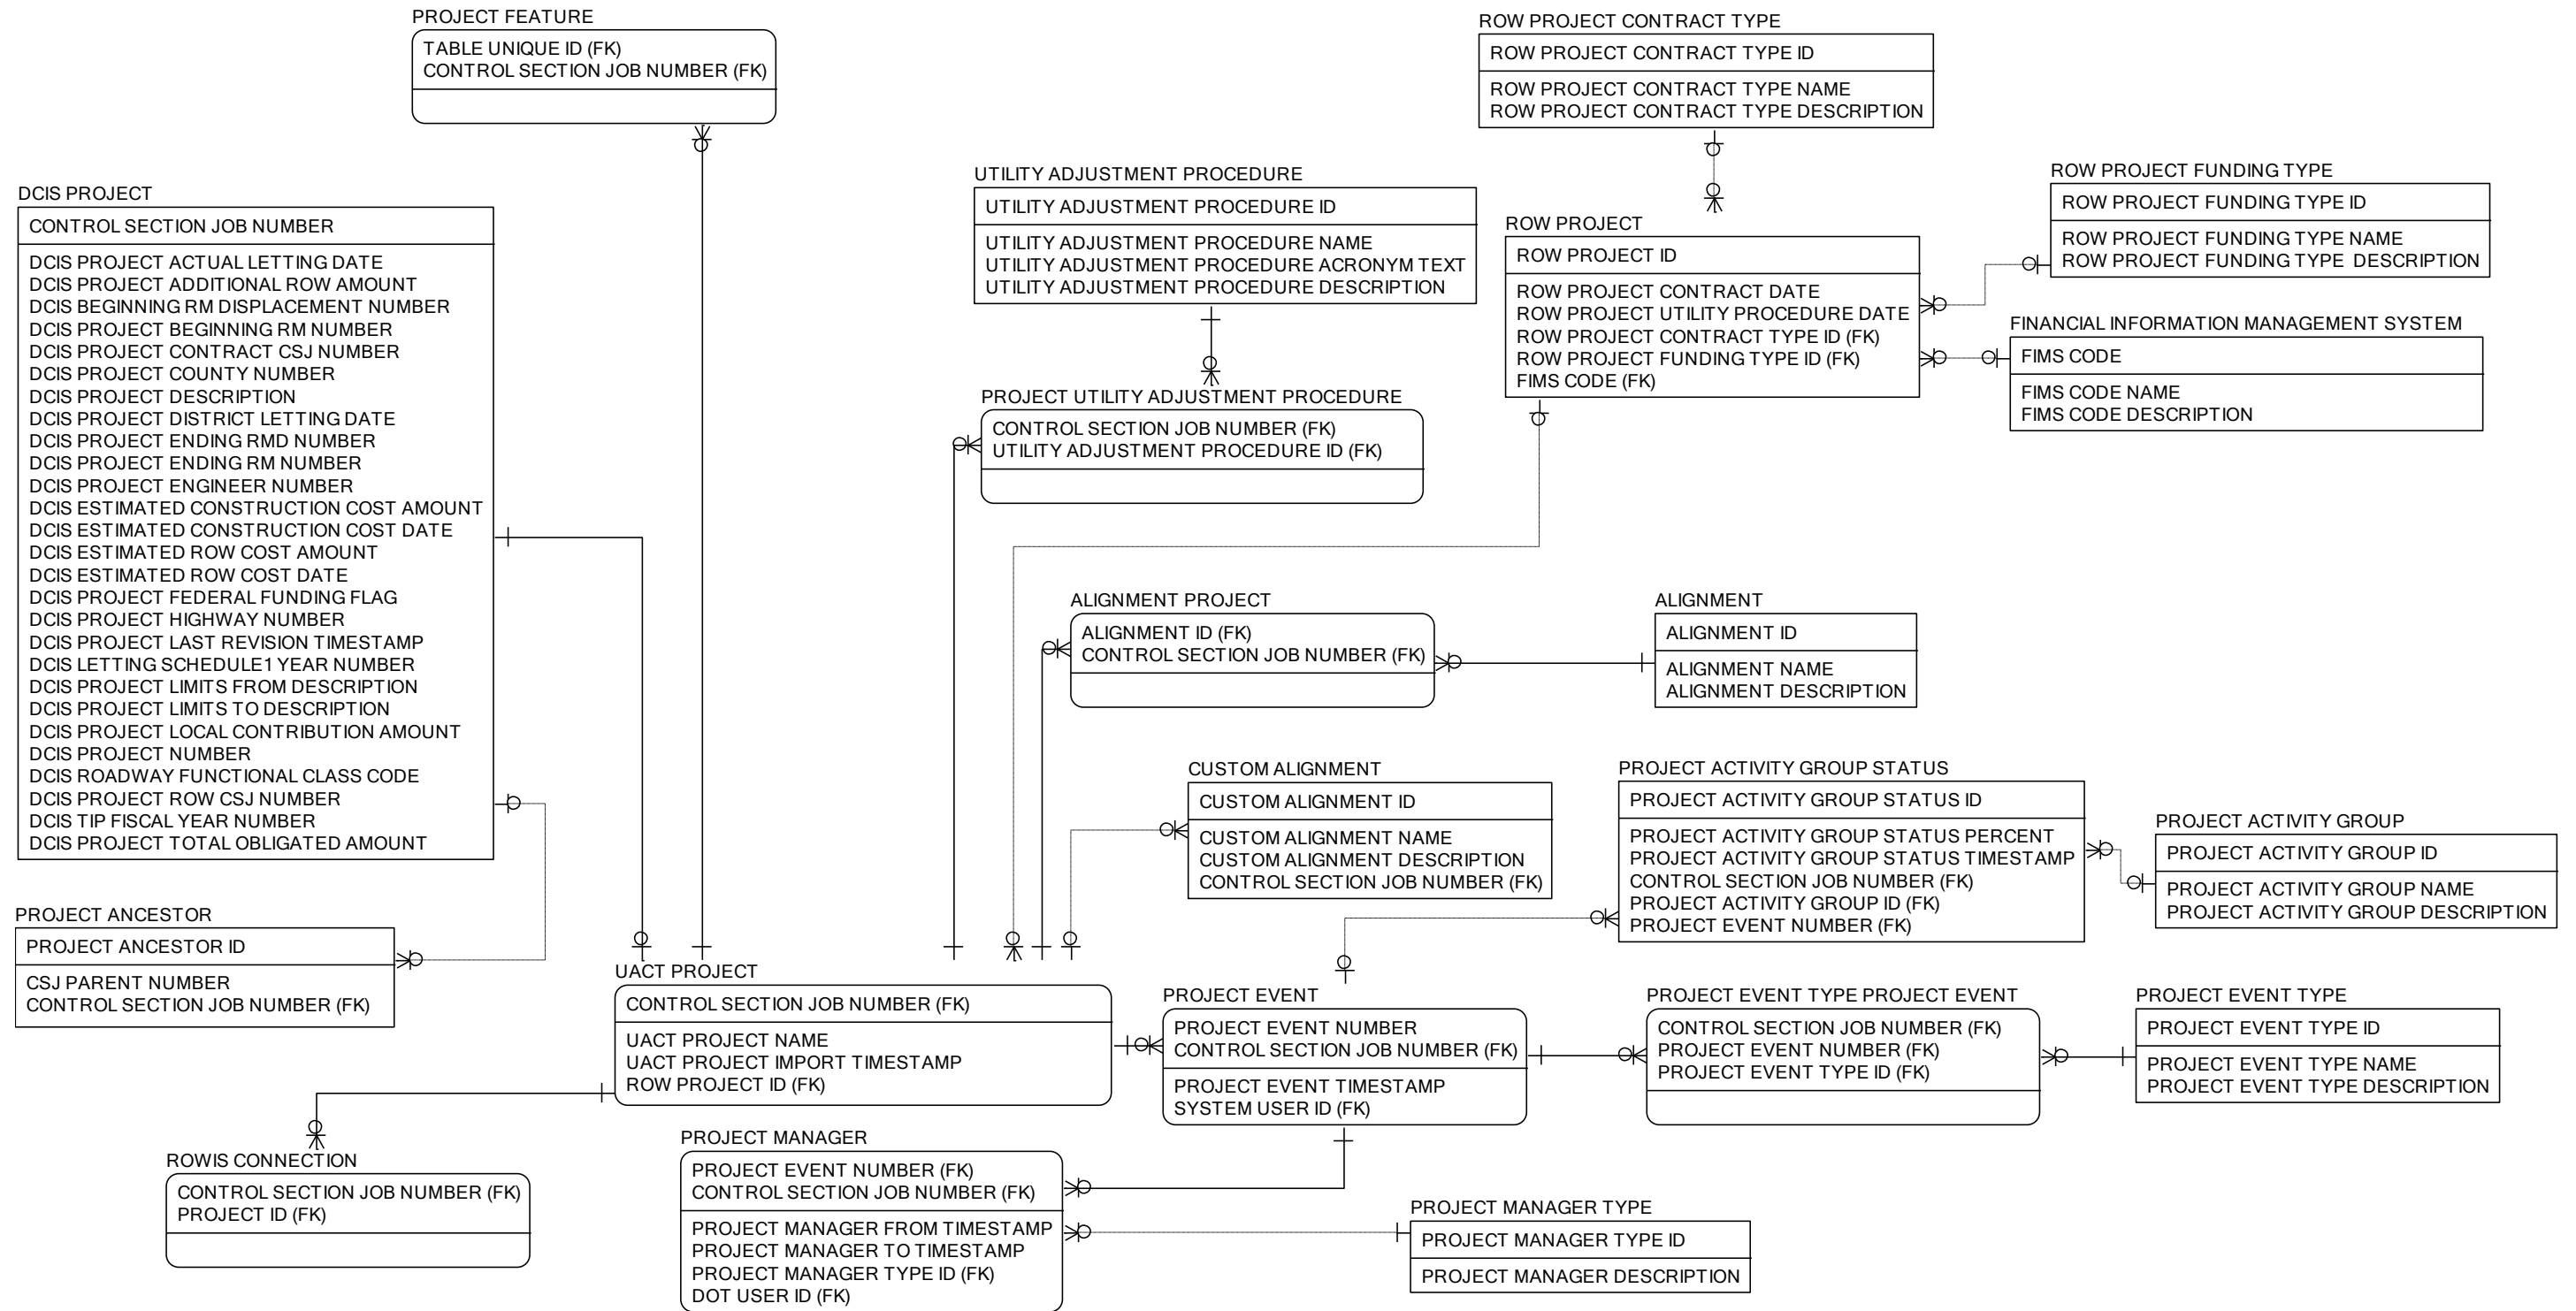 PROJECT FEATURE
TABLE UNIQUE ID (FK)
CONTROL SECTION JOB NUMBER (FK)
ROW PROJECT CONTRACT TYPE
ROW PROJECT CONTRACT TYPE ID
ROW PROJECT CONTRACT TYPE NAME
ROW PROJECT CONTRACT TYPE DESCRIPTION
DCIS PROJECT
CONTROL SECTION JOB NUMBER
DCIS PROJECT ACTUAL LETTING DATE
DCIS PROJECT ADDITIONAL ROW AMOUNT
DCIS BEGINNING RM DISPLACEMENT NUMBER
DCIS PROJECT BEGINNING RM NUMBER
DCIS PROJECT CONTRACT CSJ NUMBER
DCIS PROJECT COUNTY NUMBER
DCIS PROJECT DESCRIPTION
DCIS PROJECT DISTRICT LETTING DATE
DCIS PROJECT ENDING RMD NUMBER
DCIS PROJECT ENDING RM NUMBER
DCIS PROJECT ENGINEER NUMBER
DCIS ESTIMATED CONSTRUCTION COST AMOUNT
DCIS ESTIMATED CONSTRUCTION COST DATE
DCIS ESTIMATED ROW COST AMOUNT
DCIS ESTIMATED ROW COST DATE
DCIS PROJECT FEDERAL FUNDING FLAG
DCIS PROJECT HIGHWAY NUMBER
DCIS PROJECT LAST REVISION TIMESTAMP
DCIS LETTING SCHEDULE1 YEAR NUMBER
DCIS PROJECT LIMITS FROM DESCRIPTION
DCIS PROJECT LIMITS TO DESCRIPTION
DCIS PROJECT LOCAL CONTRIBUTION AMOUNT
DCIS PROJECT NUMBER
DCIS ROADWAY FUNCTIONAL CLASS CODE
DCIS PROJECT ROW CSJ NUMBER
DCIS TIP FISCAL YEAR NUMBER
DCIS PROJECT TOTAL OBLIGATED AMOUNT
UTILITY ADJUSTMENT PROCEDURE
UTILITY ADJUSTMENT PROCEDURE ID
UTILITY ADJUSTMENT PROCEDURE NAME
UTILITY ADJUSTMENT PROCEDURE ACRONYM TEXT
UTILITY ADJUSTMENT PROCEDURE DESCRIPTION
ROW PROJECT
ROW PROJECT ID
ROW PROJECT CONTRACT DATE
ROW PROJECT UTILITY PROCEDURE DATE
ROW PROJECT CONTRACT TYPE ID (FK)
ROW PROJECT FUNDING TYPE ID (FK)
FIMS CODE (FK)
ROW PROJECT FUNDING TYPE
ROW PROJECT FUNDING TYPE ID
ROW PROJECT FUNDING TYPE NAME
ROW PROJECT FUNDING TYPE DESCRIPTION
FINANCIAL INFORMATION MANAGEMENT SYSTEM
FIMS CODE
FIMS CODE NAME
FIMS CODE DESCRIPTION
PROJECT UTILITY ADJUSTMENT PROCEDURE
CONTROL SECTION JOB NUMBER (FK)
UTILITY ADJUSTMENT PROCEDURE ID (FK)
ALIGNMENT PROJECT
ALIGNMENT ID (FK)
CONTROL SECTION JOB NUMBER (FK)
ALIGNMENT
ALIGNMENT ID
ALIGNMENT NAME
ALIGNMENT DESCRIPTION
CUSTOM ALIGNMENT
CUSTOM ALIGNMENT ID
CUSTOM ALIGNMENT NAME
CUSTOM ALIGNMENT DESCRIPTION
CONTROL SECTION JOB NUMBER (FK)
PROJECT ACTIVITY GROUP STATUS
PROJECT ACTIVITY GROUP STATUS ID
PROJECT ACTIVITY GROUP STATUS PERCENT
PROJECT ACTIVITY GROUP STATUS TIMESTAMP
CONTROL SECTION JOB NUMBER (FK)
PROJECT ACTIVITY GROUP ID (FK)
PROJECT EVENT NUMBER (FK)
PROJECT ACTIVITY GROUP
PROJECT ACTIVITY GROUP ID
PROJECT ACTIVITY GROUP NAME
PROJECT ACTIVITY GROUP DESCRIPTION
PROJECT ANCESTOR
PROJECT ANCESTOR ID
CSJ PARENT NUMBER
CONTROL SECTION JOB NUMBER (FK)
UACT PROJECT
CONTROL SECTION JOB NUMBER (FK)
UACT PROJECT NAME
UACT PROJECT IMPORT TIMESTAMP
ROW PROJECT ID (FK)
PROJECT EVENT
PROJECT EVENT NUMBER
CONTROL SECTION JOB NUMBER (FK)
PROJECT EVENT TIMESTAMP
SYSTEM USER ID (FK)
PROJECT EVENT TYPE PROJECT EVENT
CONTROL SECTION JOB NUMBER (FK)
PROJECT EVENT NUMBER (FK)
PROJECT EVENT TYPE ID (FK)
PROJECT EVENT TYPE
PROJECT EVENT TYPE ID
PROJECT EVENT TYPE NAME
PROJECT EVENT TYPE DESCRIPTION
ROWIS CONNECTION
CONTROL SECTION JOB NUMBER (FK)
PROJECT ID (FK)
PROJECT MANAGER
PROJECT EVENT NUMBER (FK)
CONTROL SECTION JOB NUMBER (FK)
PROJECT MANAGER FROM TIMESTAMP
PROJECT MANAGER TO TIMESTAMP
PROJECT MANAGER TYPE ID (FK)
DOT USER ID (FK)
PROJECT MANAGER TYPE
PROJECT MANAGER TYPE ID
PROJECT MANAGER DESCRIPTION